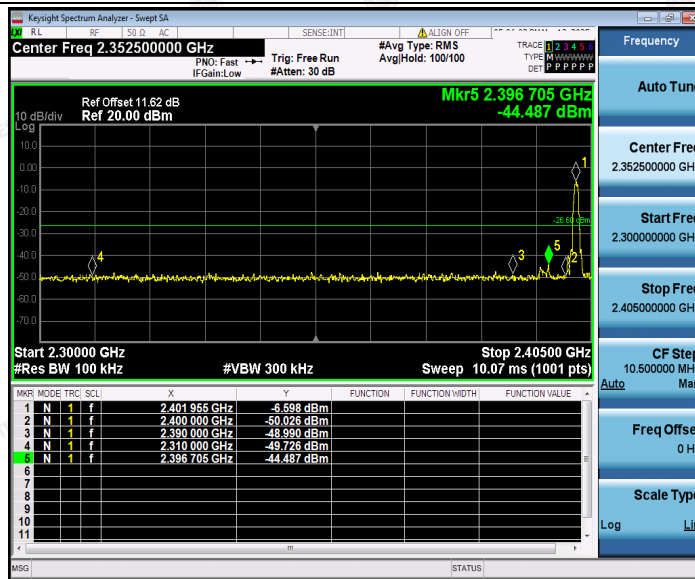 Keysight Spectrum Analyzer - Swept SA
RL RF 50 Ω AC SENSE:INT ALIGN OFF
Center Freq 2.352500000 GHz
PNO: Fast
IFGain:Low
Trig: Free Run
#Atten: 30 dB
#Avg Type: RMS
Avg|Hold: 100/100
TRACE 1 2 3 4 5 6
TYPE M WWWWW
DET P P P P P P
Mkr5 2.396 705 GHz
-44.487 dBm
Ref Offset 11.62 dB
10 dB/div Ref 20.00 dBm
Log
10.0
0.00
-10.0
-20.0
-30.0
-40.0
-50.0
-60.0
-70.0
1
-26.60 dBm
4
3
5
2
Start 2.30000 GHz Stop 2.40500 GHz
#Res BW 100 kHz #VBW 300 kHz Sweep 10.07 ms (1001 pts)
MKR MODE TRC SCL X Y FUNCTION FUNCTION WIDTH FUNCTION VALUE
1 N 1 f 2.401 955 GHz -6.598 dBm
2 N 1 f 2.400 000 GHz -50.026 dBm
3 N 1 f 2.390 000 GHz -48.990 dBm
4 N 1 f 2.310 000 GHz -49.726 dBm
5 N 1 f 2.396 705 GHz -44.487 dBm
6
7
8
9
10
11
MSG STATUS
Frequency
Auto Tun
Center Fre
2.352500000 GH
Start Fre
2.300000000 GH
Stop Fre
2.405000000 GH
CF Ste
10.500000 MH
Auto Ma
Freq Offse
0 H
Scale Typ
Log Li